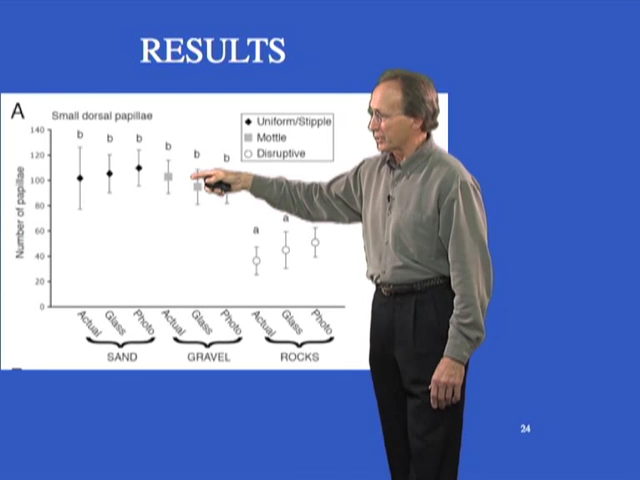 RESULTS
A
Small dorsal papillae
Uniform/Stipple
Mottle
Disruptive
Number of papillae
140
120
100
80
60
40
20
0
b b b b b b a a
Actual Glass Photo Actual Glass Photo Actual Glass Photo
SAND GRAVEL ROCKS
24